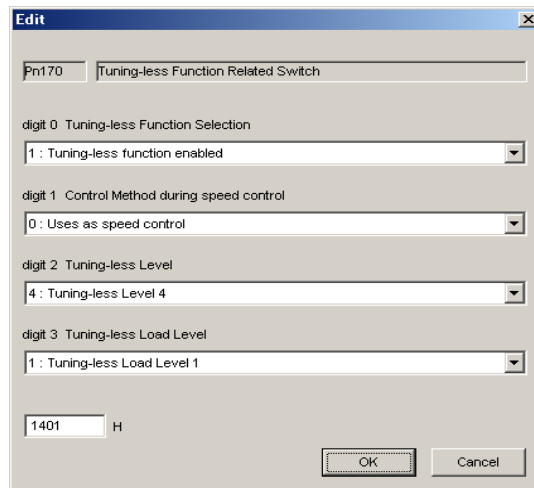 Edit
Pn170 Tuning-less Function Related Switch
digit 0 Tuning-less Function Selection
1 : Tuning-less function enabled
digit 1 Control Method during speed control
0 : Uses as speed control
digit 2 Tuning-less Level
4 : Tuning-less Level 4
digit 3 Tuning-less Load Level
1 : Tuning-less Load Level 1
1401 H
OK Cancel